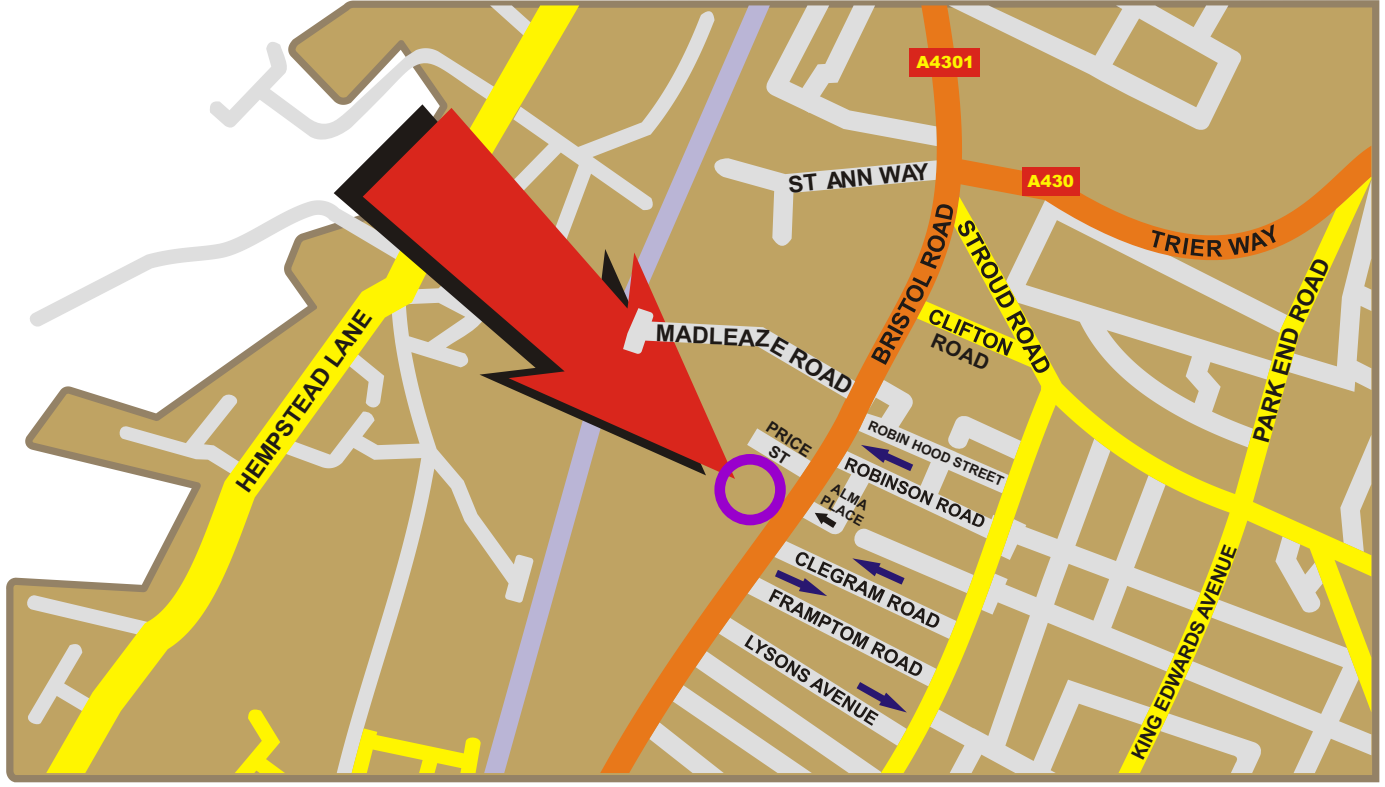 A4301
ST ANN WAY
A430
TRIER WAY
BRISTOL ROAD
STROUD ROAD
CLIFTON
ROAD
PARK END ROAD
HEMPSTEAD LANE
MADLEAZE ROAD
PRICE
ST
ROBIN HOOD STREET
ROBINSON ROAD
ALMA
PLACE
CLEGRAM ROAD
FRAMPTOM ROAD
LYSONS AVENUE
KING EDWARDS AVENUE